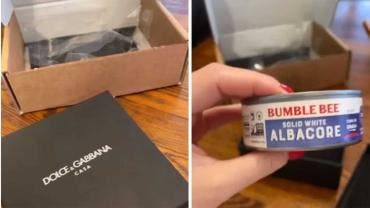 DOLCE & GABBANA
CASA
BUMBLE BEE
SOLID WHITE
ALBACORE